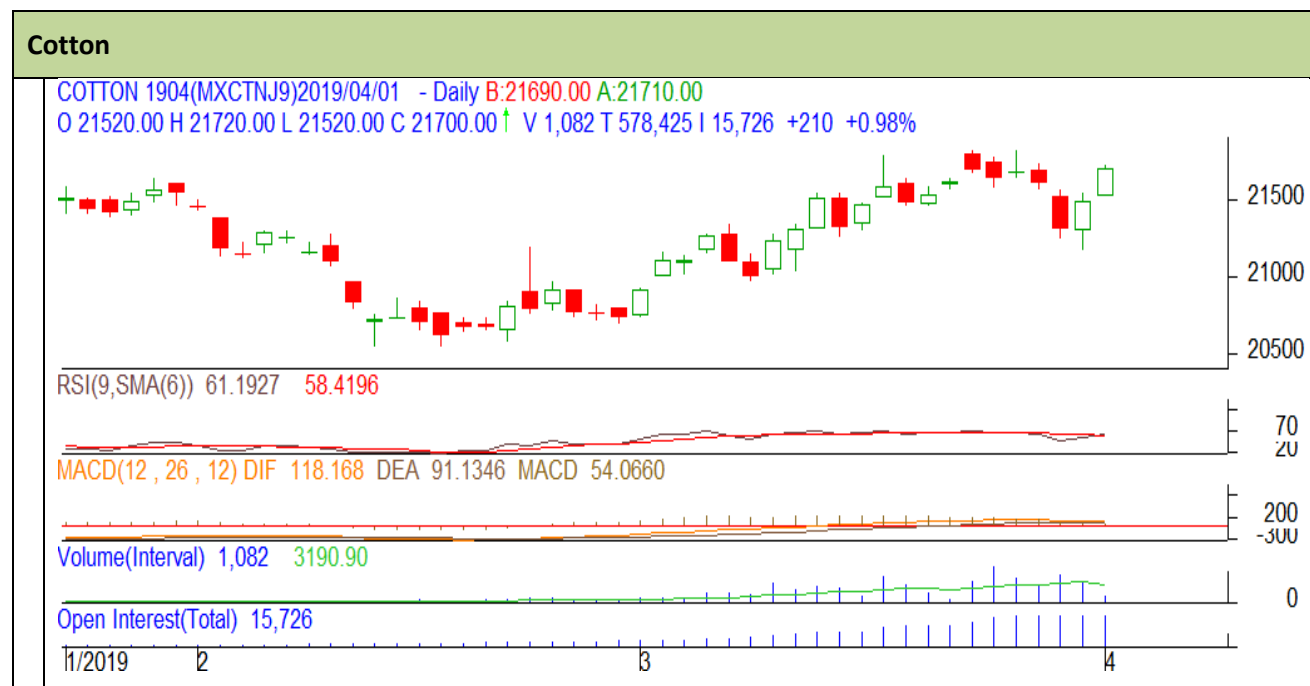 Cotton
COTTON 1904(MXCTNJ9)2019/04/01 - Daily B:21690.00 A:21710.00
O 21520.00 H 21720.00 L 21520.00 C 21700.00 V 1,082 T 578,425 I 15,726 +210 +0.98%
21500
21000
20500
RSI(9,SMA(6)) 61.1927 58.4196
70
20
MACD(12 , 26 , 12) DIF 118.168 DEA 91.1346 MACD 54.0660
200
-300
Volume(Interval) 1,082 3190.90
0
Open Interest(Total) 15,726
1/2019 2 3 4